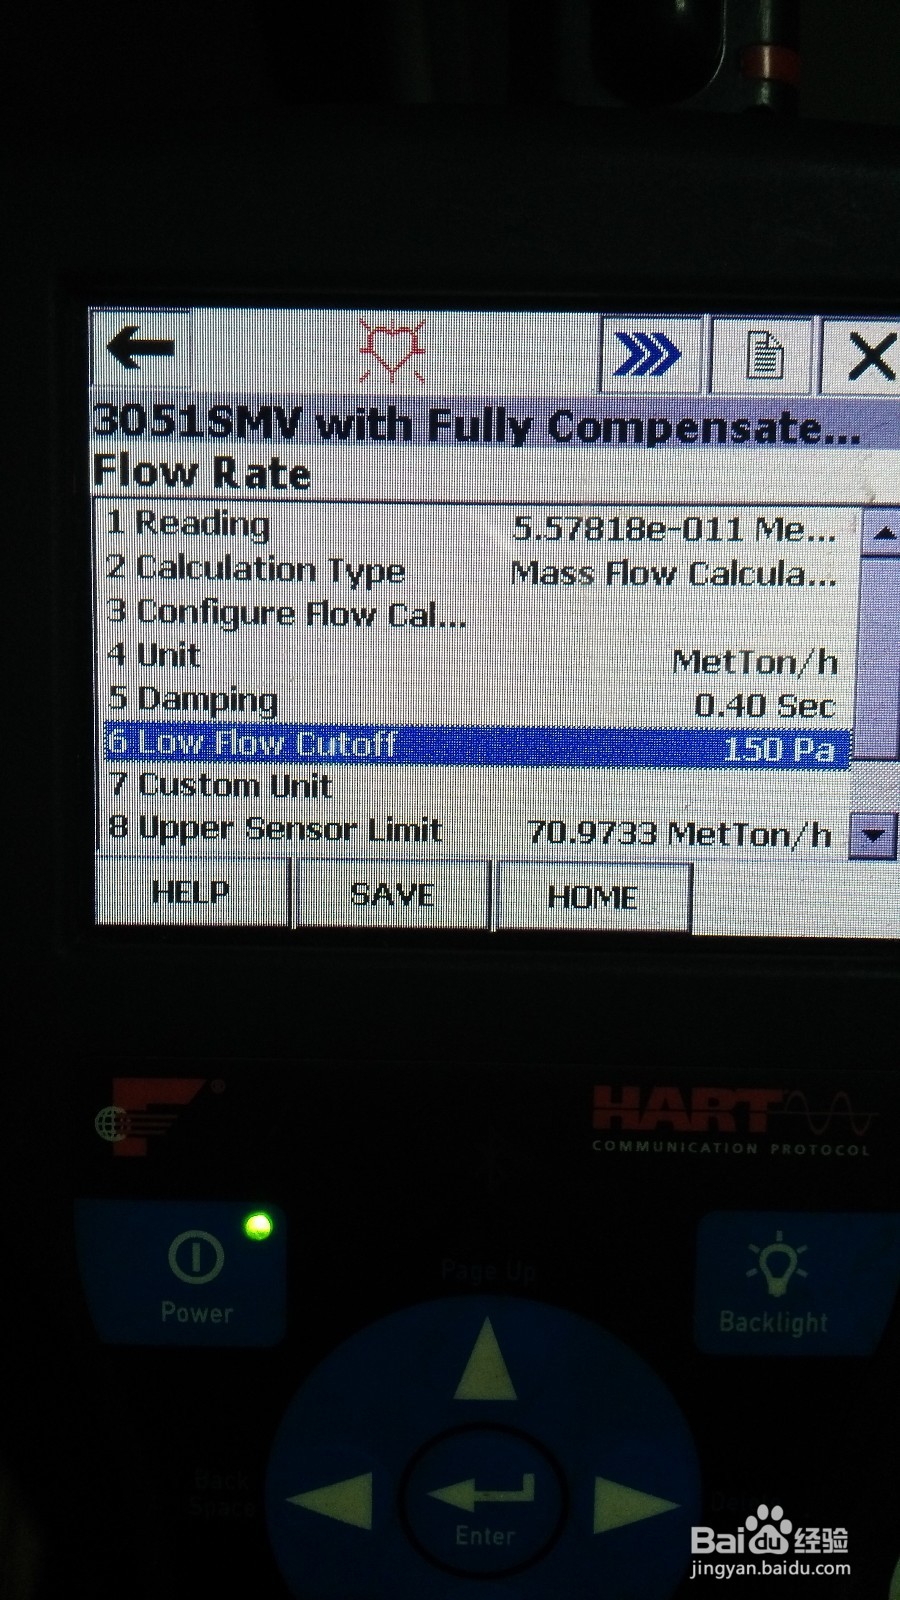 3051SMV with Fully Compensate...
Flow Rate
1 Reading 5.57818e-011 Me...
2 Calculation Type Mass Flow Calcula...
3 Configure Flow Cal...
4 Unit MetTon/h
5 Damping 0.40 Sec
6 Low Flow Cutoff 150 Pa
7 Custom Unit
8 Upper Sensor Limit 70.9733 MetTon/h
HELP SAVE HOME
®
HART
COMMUNICATION PROTOCOL
Power
Page Up
Backlight
Back
Space
Enter
Bai du 经验
jingyan.baidu.com